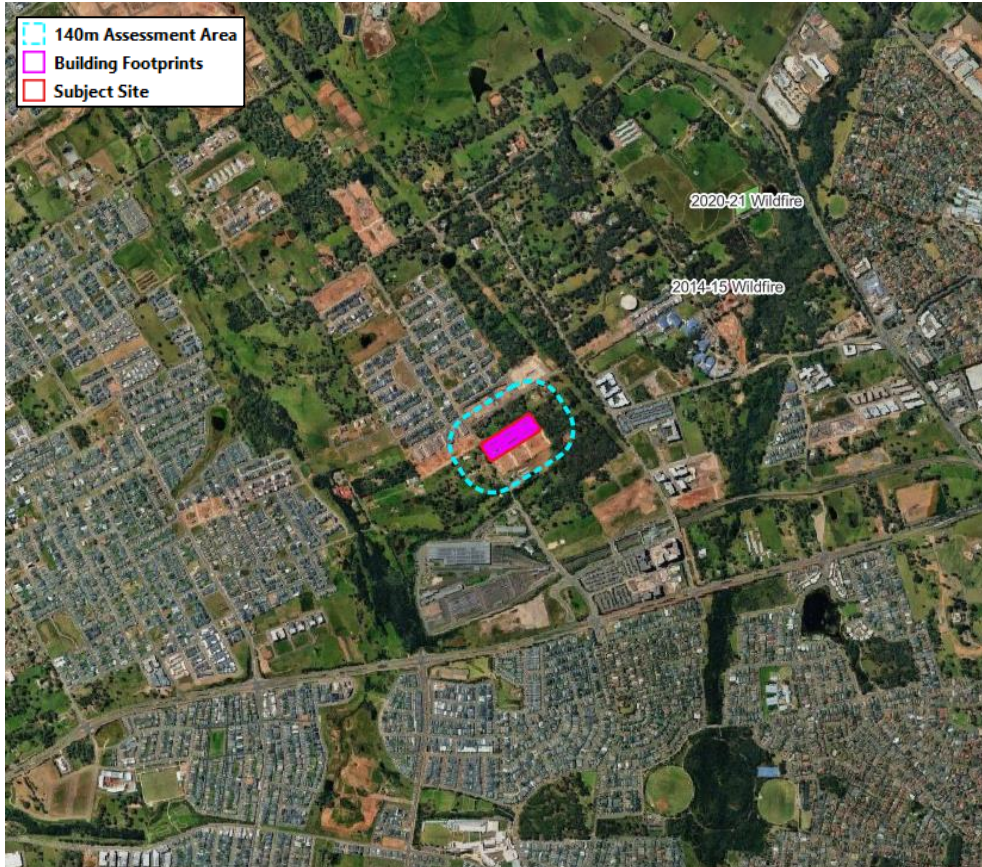 140m Assessment Area
Building Footprints
Subject Site
2020-21 Wildfire
2014-15 Wildfire